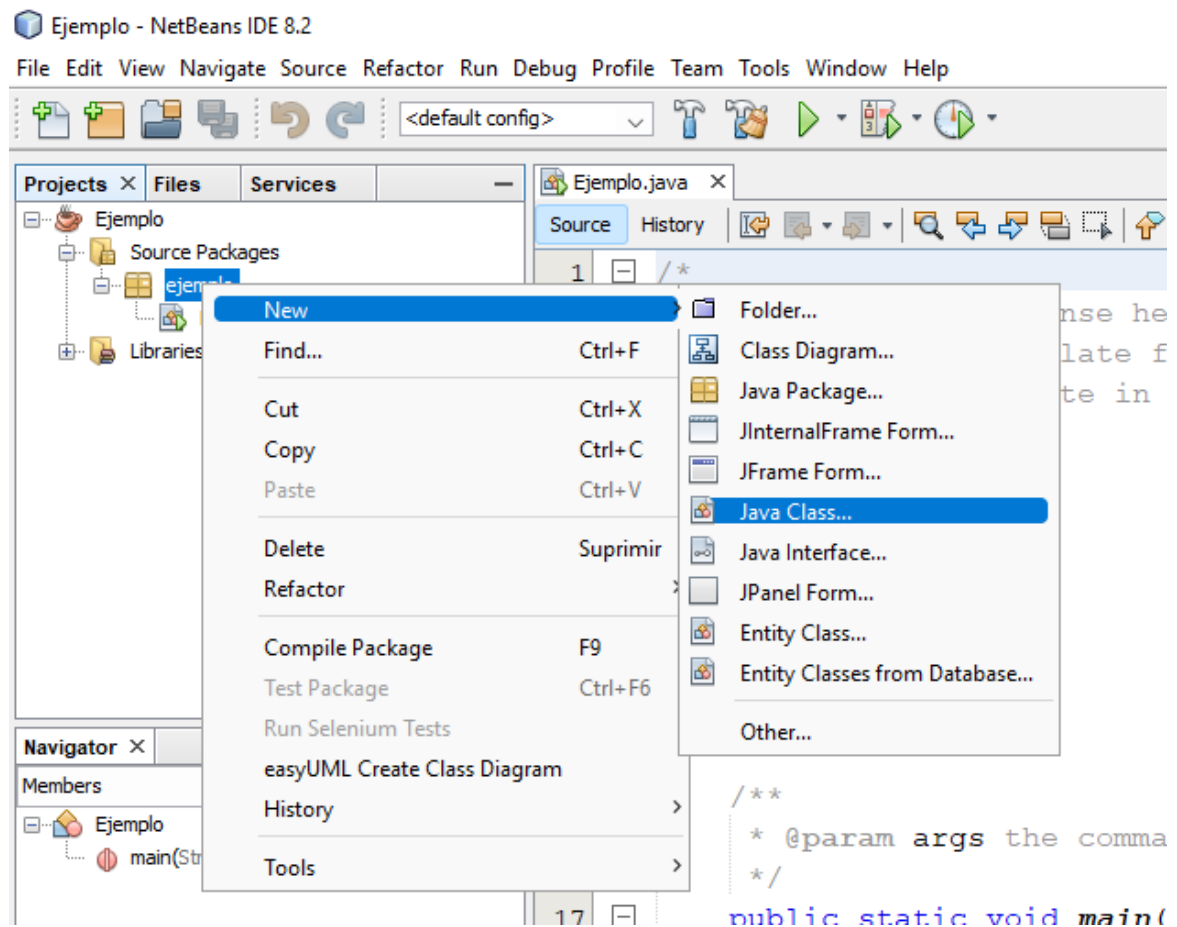 Ejemplo - NetBeans IDE 8.2
File Edit View Navigate Source Refactor Run Debug Profile Team Tools Window Help
<default config>
Projects Files Services
Ejemplo
Source Packages
Libraries
Ejemplo.java
Source History
1 /*
nse
late
te in
New
Find... Ctrl+F
Cut Ctrl+X
Copy Ctrl+C
Paste Ctrl+V
Delete Suprimir
Refactor
Compile Package F9
Test Package Ctrl+F6
Run Selenium Tests
easyUML Create Class Diagram
History
Tools
Folder...
Class Diagram...
Java Package...
JInternalFrame Form...
JFrame Form...
Java Class...
Java Interface...
JPanel Form...
Entity Class...
Entity Classes from Database...
Other...
Navigator
Members
Ejemplo
main(Str
/**
* @param args the comma
*/
17 public static void main(